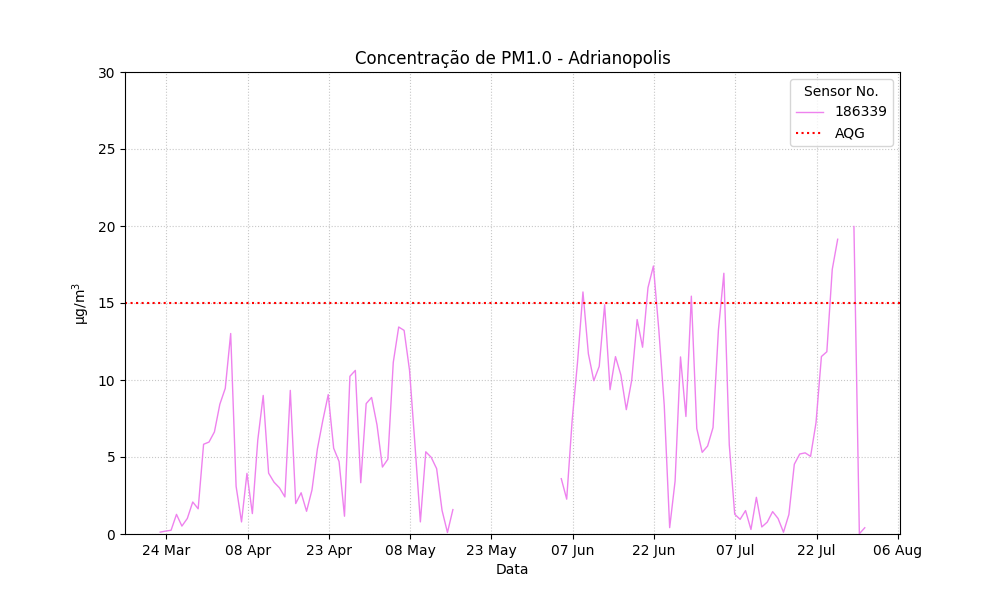 Concentração de PM1.0 - Adrianopolis
Sensor No.
186339
AQG
30
25
20
15
10
5
0
µg/m³
24 Mar 08 Apr 23 Apr 08 May 23 May 07 Jun 22 Jun 07 Jul 22 Jul 06 Aug
Data